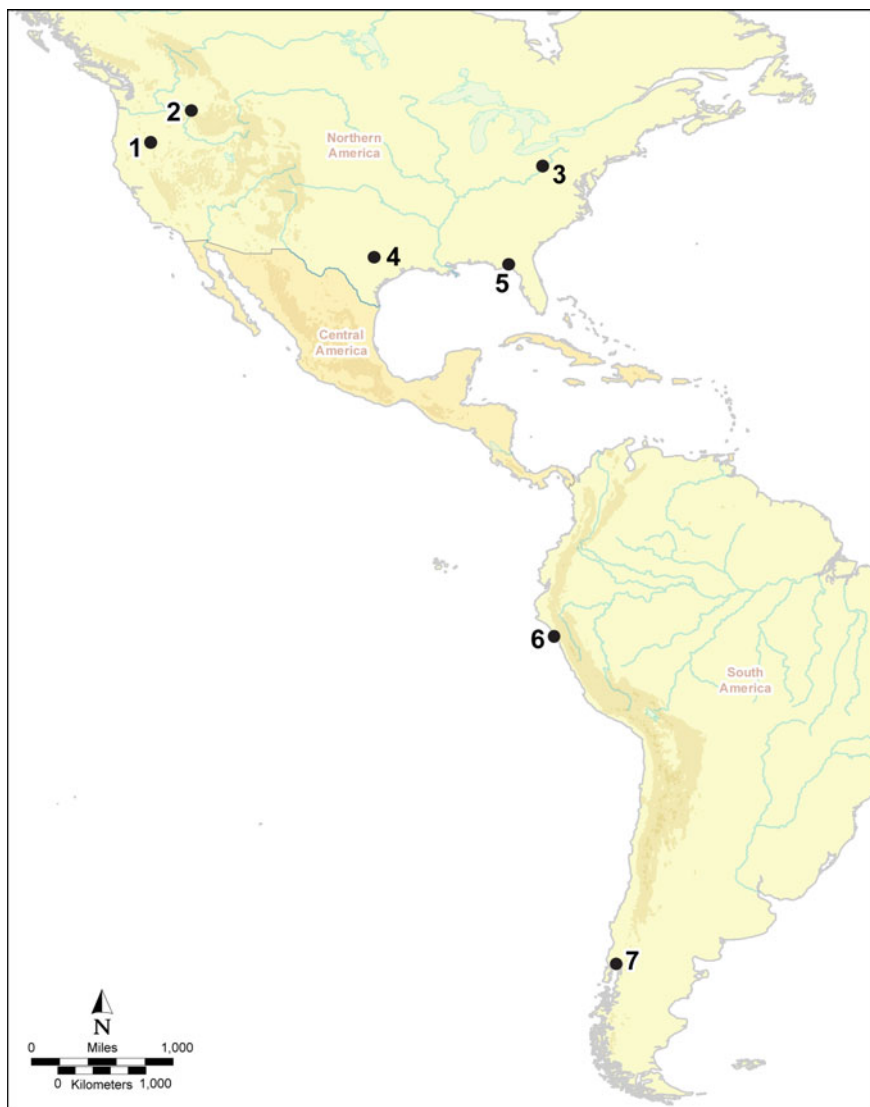 2
1
Northern
America
3
4
5
Central
America
6
South
America
7
N
0 Miles 1,000
0 Kilometers 1,000